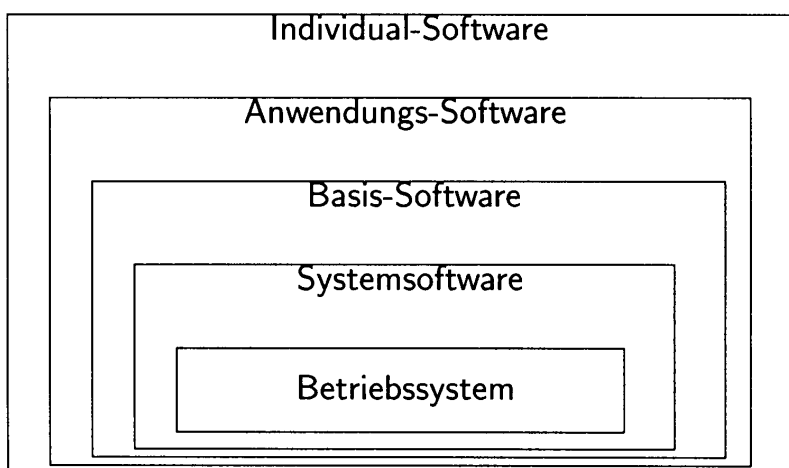 Individual-Software
Anwendungs-Software
Basis-Software
Systemsoftware
Betriebssystem